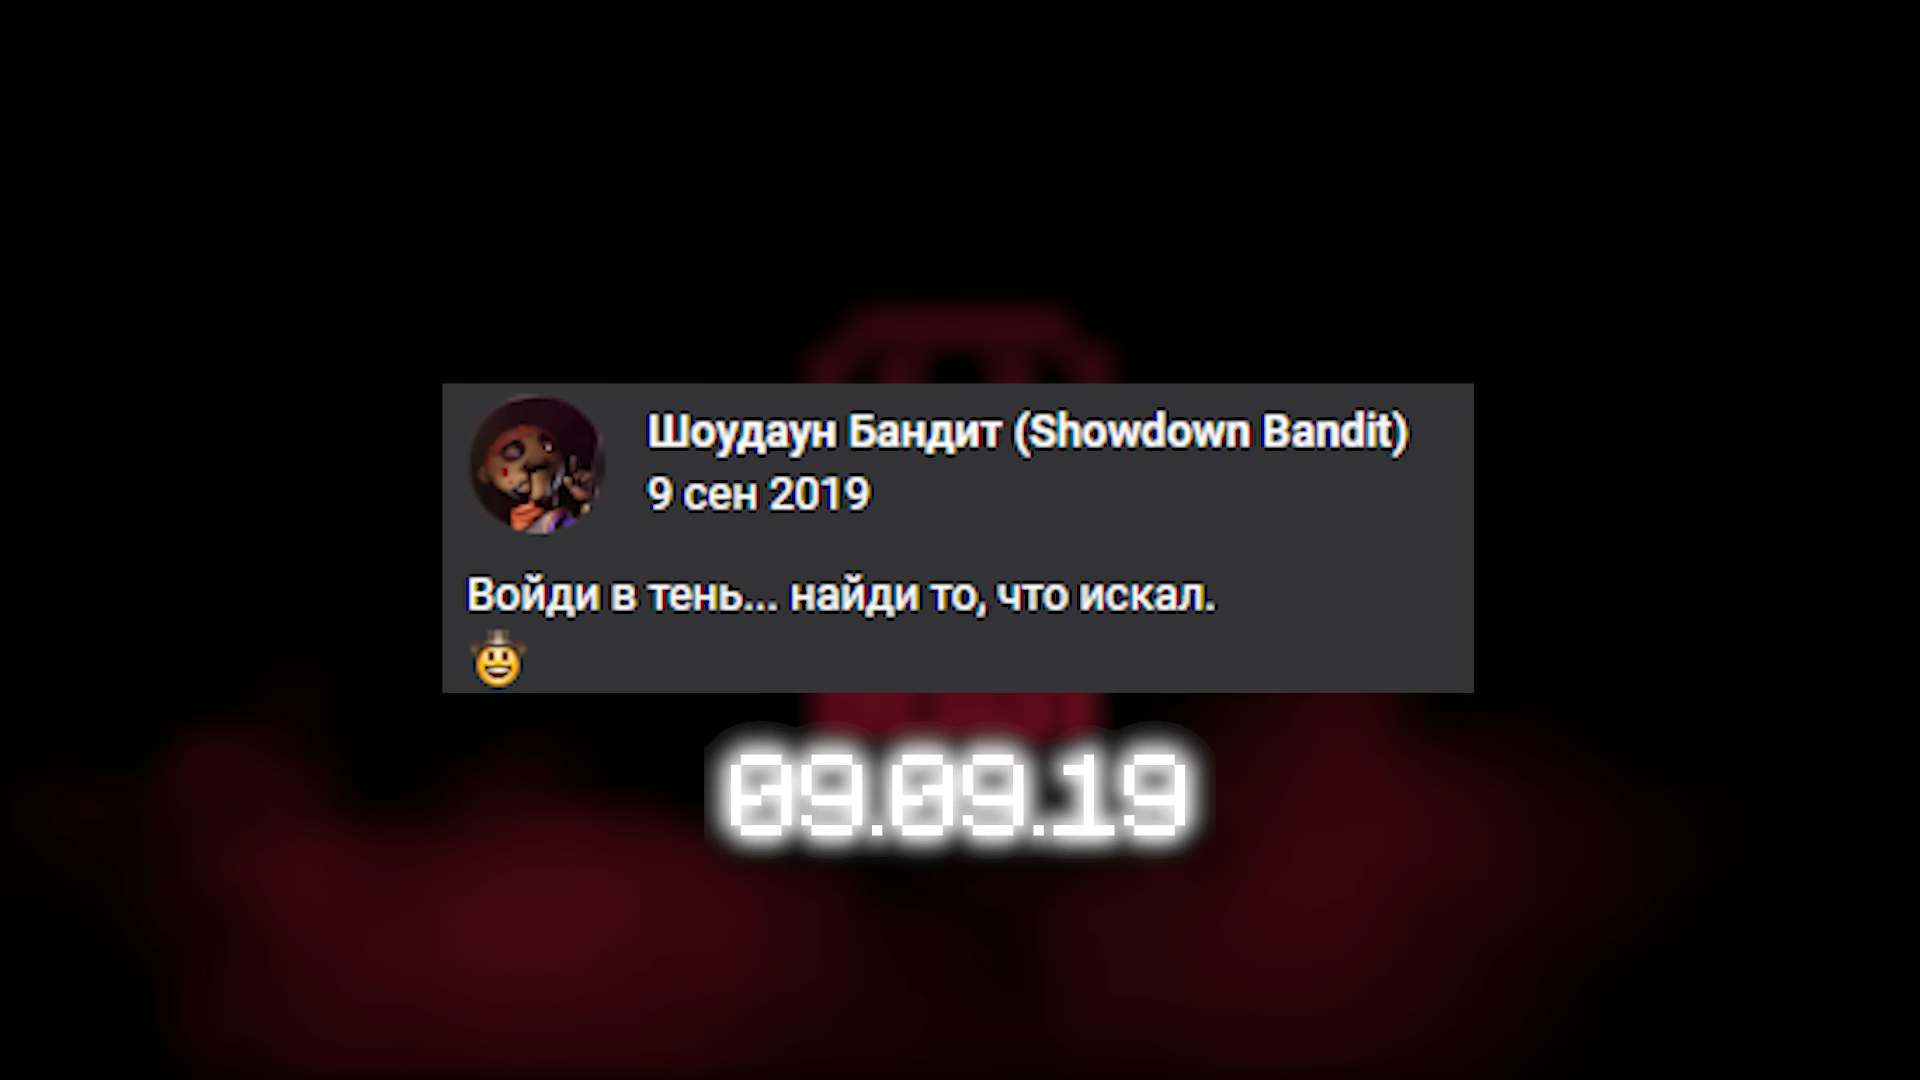 Шоудаун Бандит (Showdown Bandit)
9 сен 2019
Войди в тень... найди то, что искал.
09.09.19